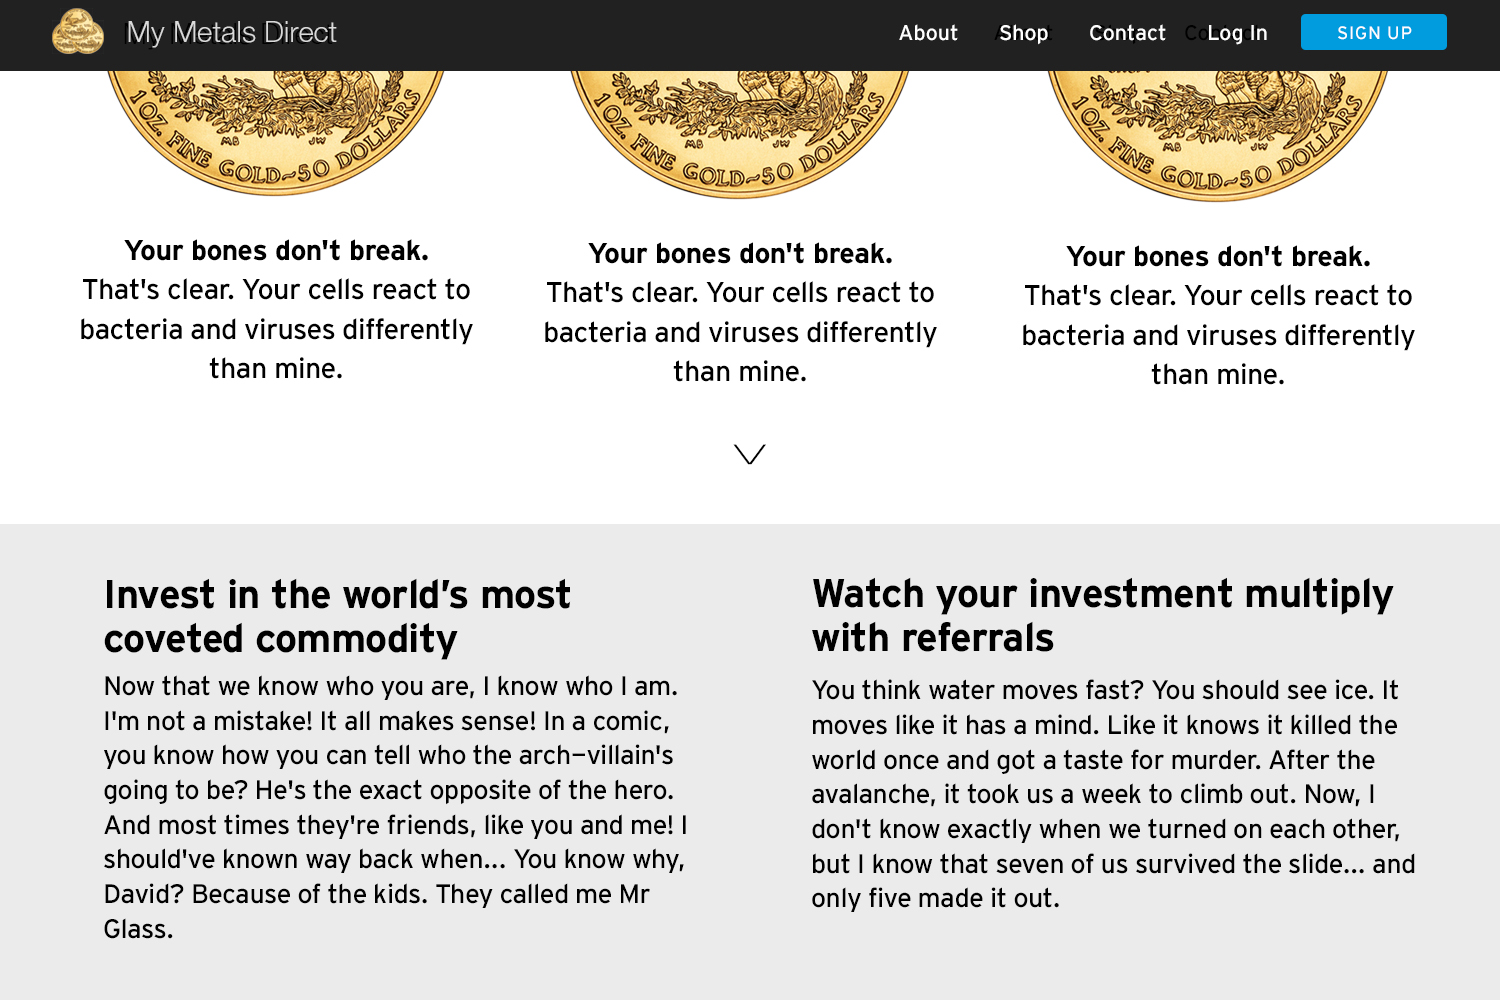 My Metals Direct
About Shop Contact Log In SIGN UP
1 OZ. FINE GOLD~50 DOLLARS
MB JW
1 OZ. FINE GOLD~50 DOLLARS
MB JW
1 OZ. FINE GOLD~50 DOLLARS
MB JW
Your bones don't break.
That's clear. Your cells react to
bacteria and viruses differently
than mine.
Your bones don't break.
That's clear. Your cells react to
bacteria and viruses differently
than mine.
Your bones don't break.
That's clear. Your cells react to
bacteria and viruses differently
than mine.
Invest in the world’s most
coveted commodity
Now that we know who you are, I know who I am.
I'm not a mistake! It all makes sense! In a comic,
you know how you can tell who the arch–villain's
going to be? He's the exact opposite of the hero.
And most times they're friends, like you and me! I
should've known way back when... You know why,
David? Because of the kids. They called me Mr
Glass.
Watch your investment multiply
with referrals
You think water moves fast? You should see ice. It
moves like it has a mind. Like it knows it killed the
world once and got a taste for murder. After the
avalanche, it took us a week to climb out. Now, I
don't know exactly when we turned on each other,
but I know that seven of us survived the slide... and
only five made it out.